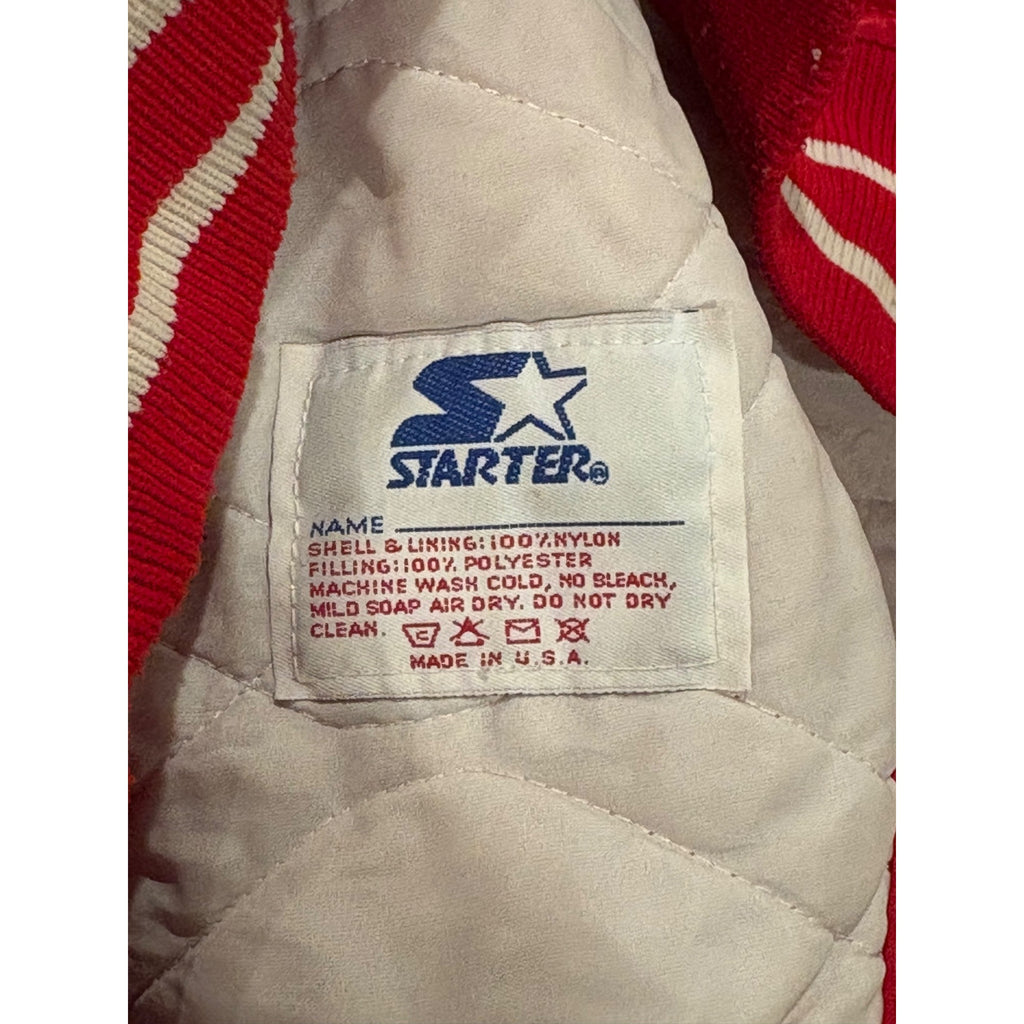 STARTER®
NAME
SHELL & LINING: 100% NYLON
FILLING: 100% POLYESTER
MACHINE WASH COLD, NO BLEACH,
MILD SOAP AIR DRY. DO NOT DRY
CLEAN.
MADE IN U.S.A.